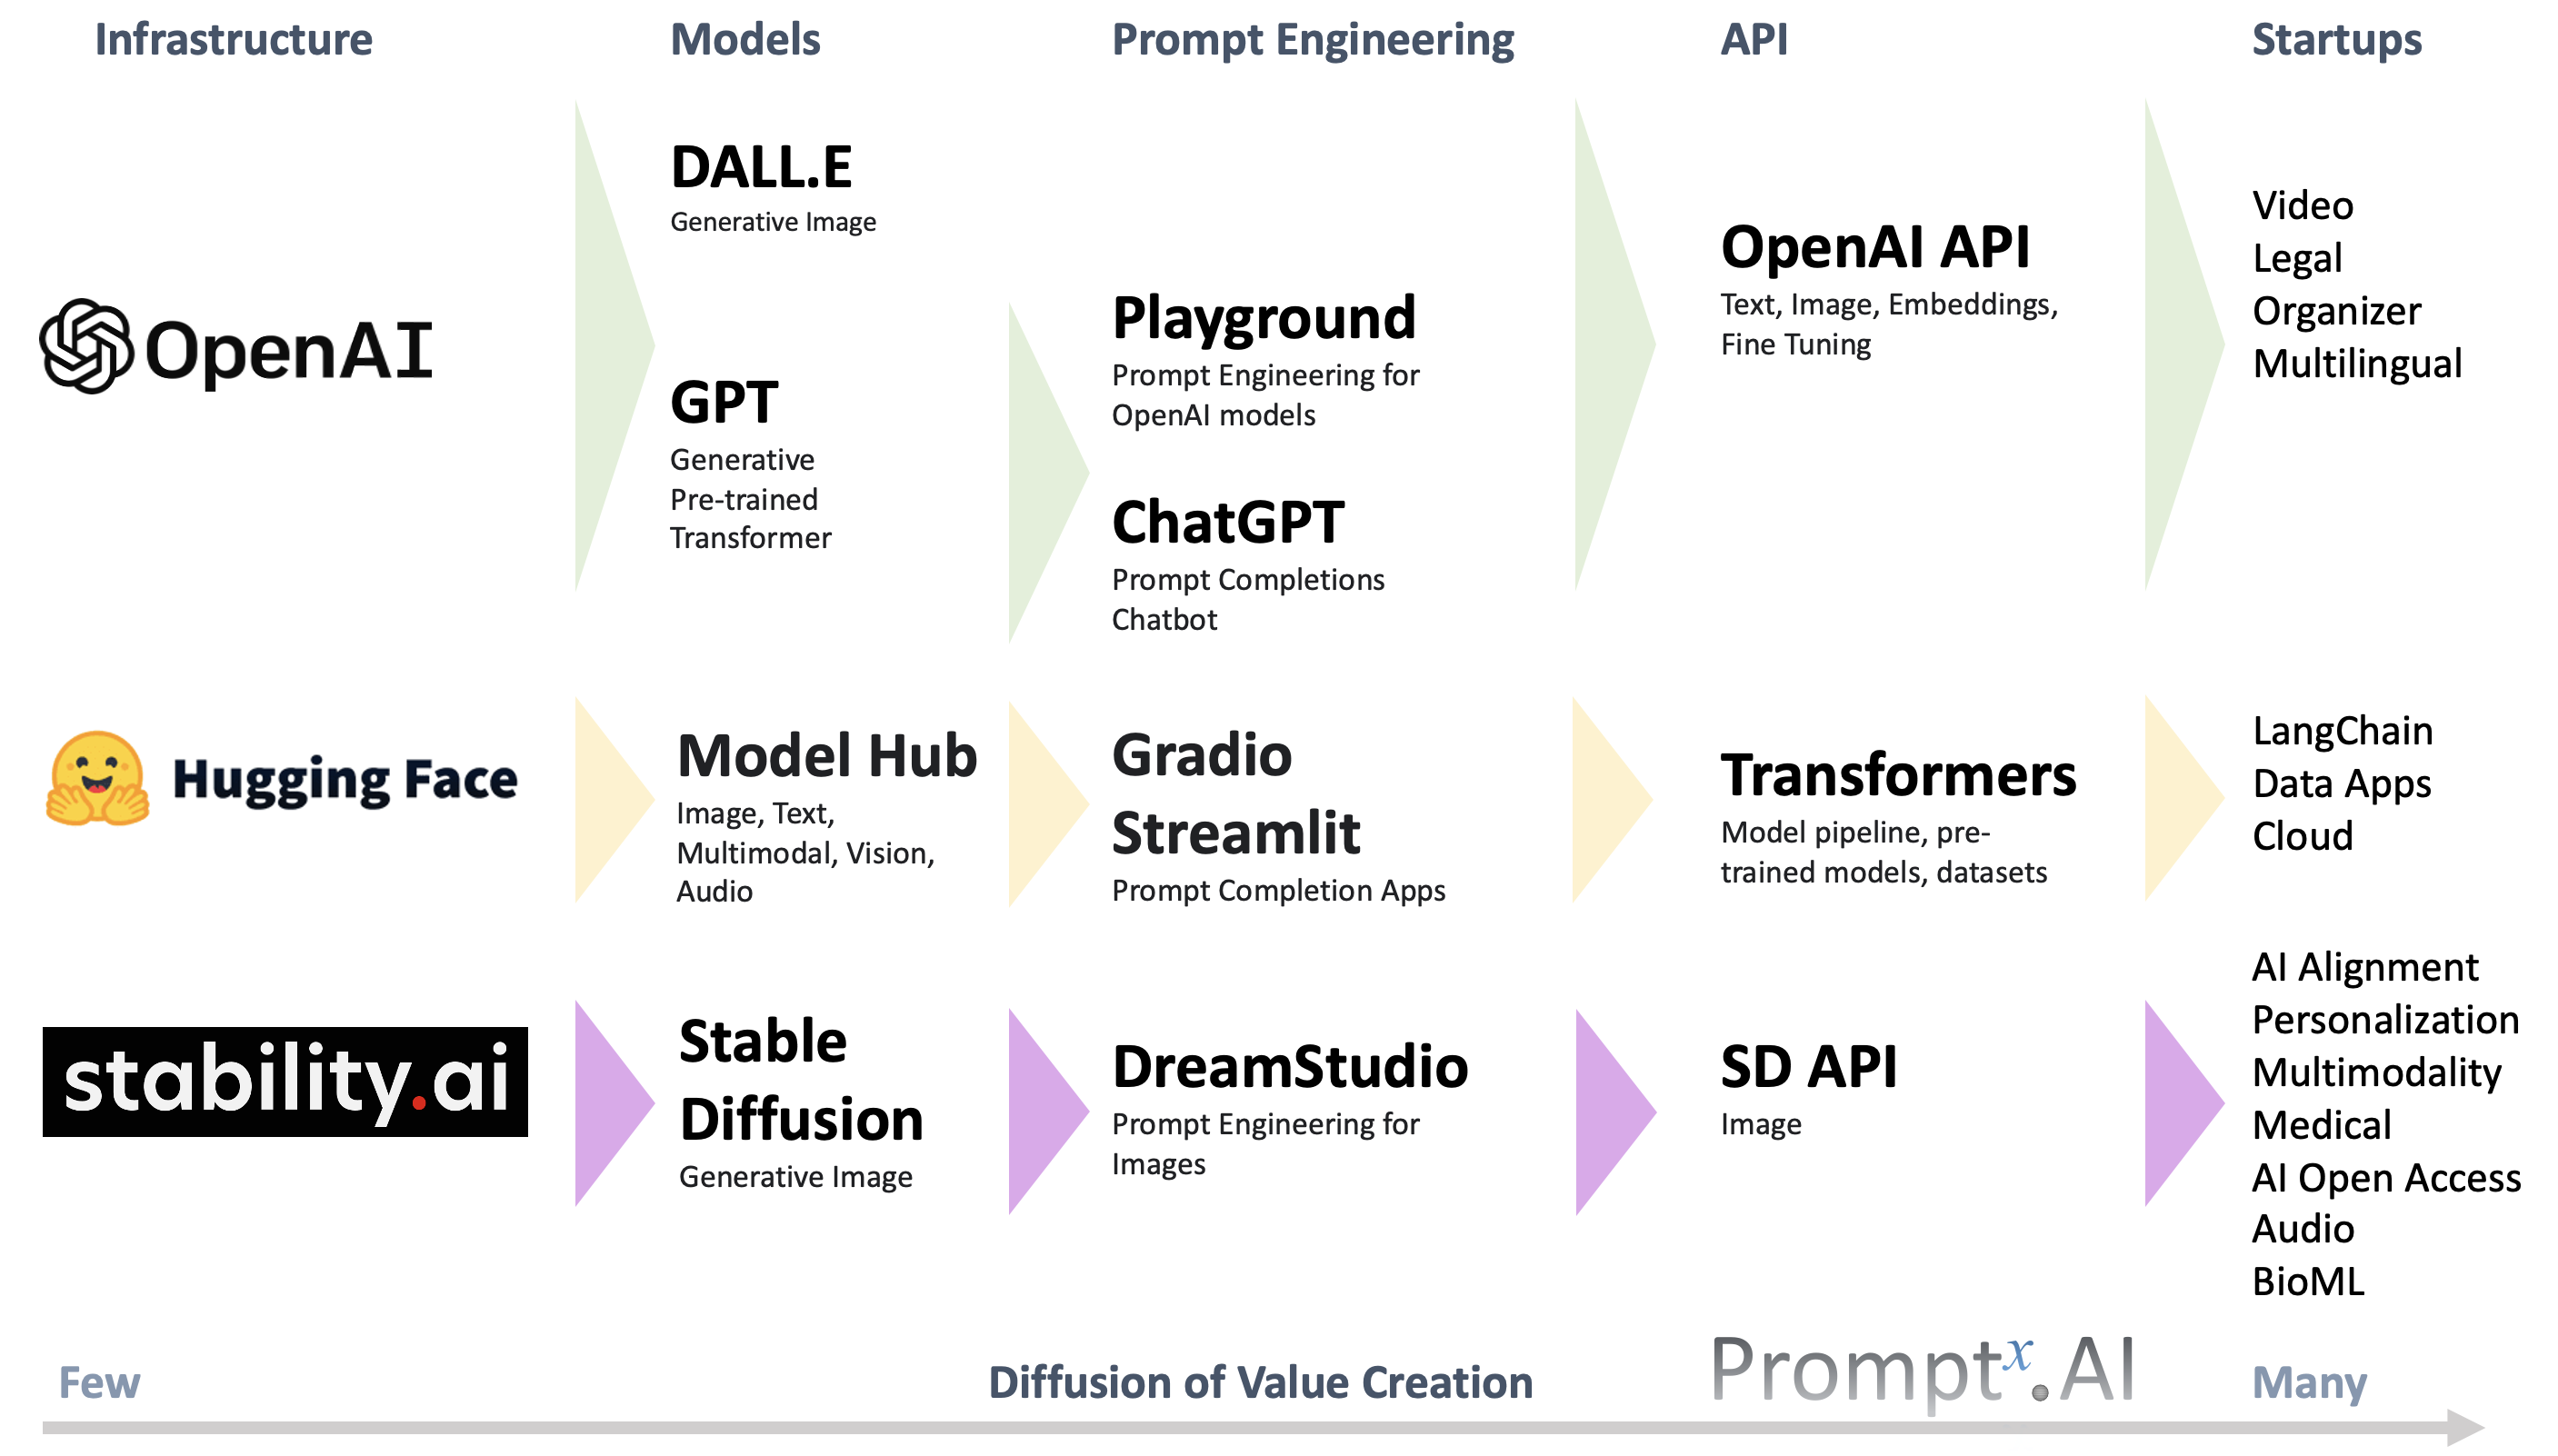 Infrastructure
Models
Prompt Engineering
API
Startups
OpenAI
DALL.E
Generative Image
GPT
Generative
Pre-trained
Transformer
Playground
Prompt Engineering for
OpenAI models
ChatGPT
Prompt Completions
Chatbot
OpenAI API
Text, Image, Embeddings,
Fine Tuning
Video
Legal
Organizer
Multilingual
Hugging Face
Model Hub
Image, Text,
Multimodal, Vision,
Audio
Gradio
Streamlit
Prompt Completion Apps
Transformers
Model pipeline, pre-
trained models, datasets
LangChain
Data Apps
Cloud
stability.ai
Stable
Diffusion
Generative Image
DreamStudio
Prompt Engineering for
Images
SD API
Image
AI Alignment
Personalization
Multimodality
Medical
AI Open Access
Audio
BioML
Few
Diffusion of Value Creation
Promptx.AI
Many